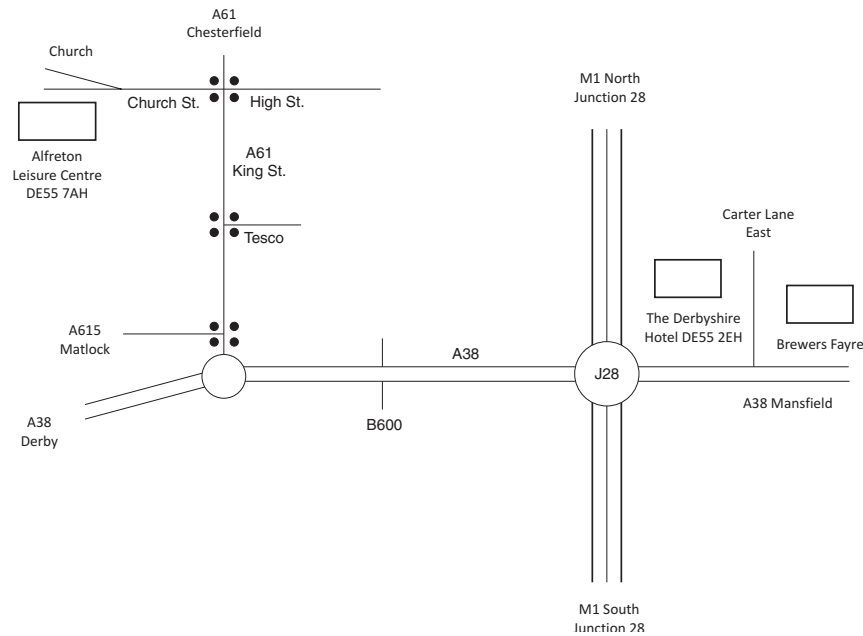 A61
Chesterfield
Church
M1 North
Junction 28
Church St.
High St.
A61
King St.
Alfreton
Leisure Centre
DE55 7AH
Tesco
Carter Lane
East
The Derbyshire
Hotel DE55 2EH
Brewers Fayre
A615
Matlock
A38
J28
A38 Mansfield
A38
Derby
B600
M1 South
Junction 28